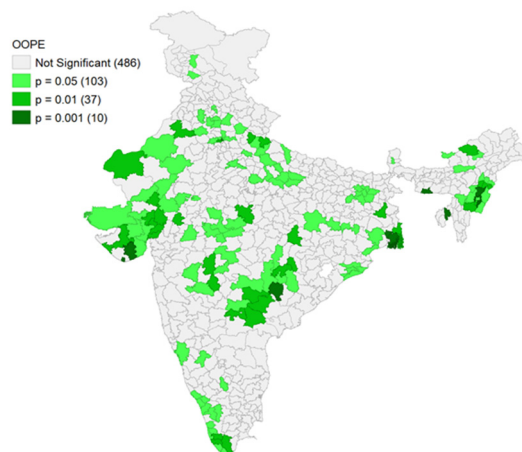 OOPE
Not Significant (486)
p = 0.05 (103)
p = 0.01 (37)
p = 0.001 (10)